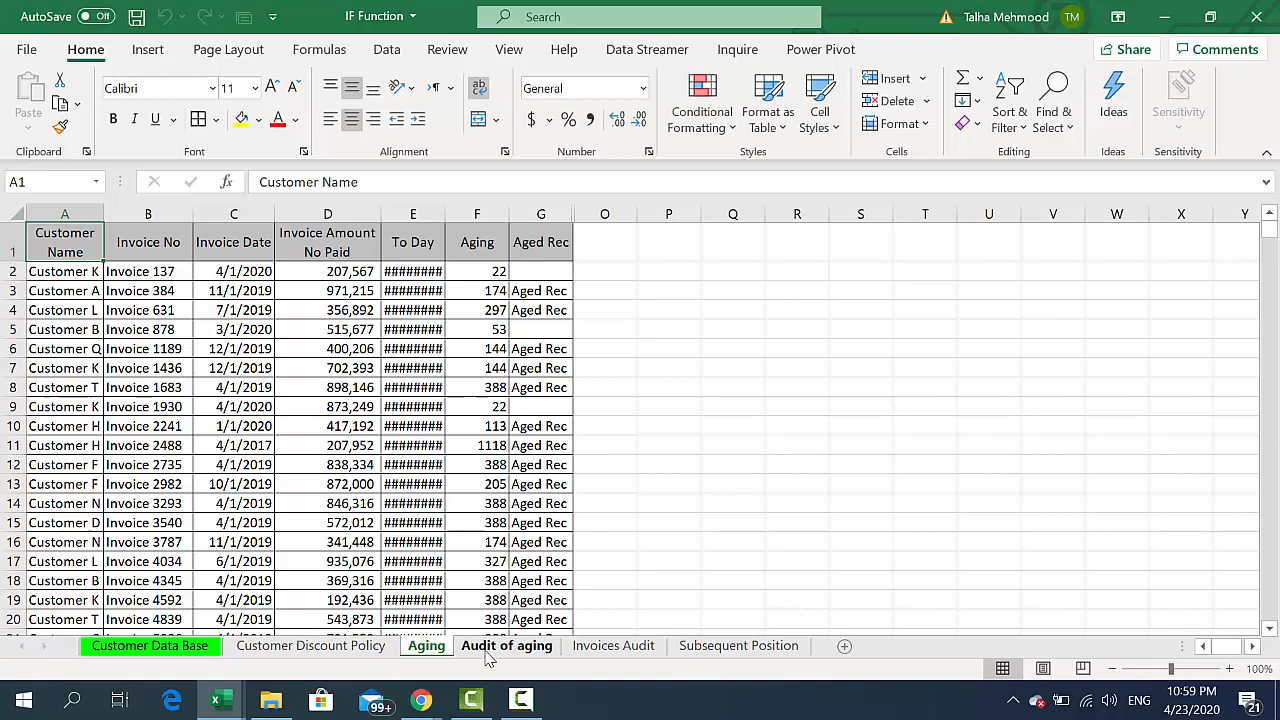 AutoSave Off IF Function Search Talha Mehmood TM
File Home Insert Page Layout Formulas Data Review View Help Data Streamer Inquire Power Pivot Share Comments
Paste Calibri 11 A^ A^ ab General Conditional Formatting Format as Table Cell Styles Insert Delete Format Sort & Filter Find & Select Ideas Sensitivity
B I U A $ %
Clipboard Font Alignment Number Styles Cells Editing Ideas Sensitivity
A1 fx Customer Name
A B C D E F G O P Q R S T U V W X Y
1 Customer Name Invoice No Invoice Date Invoice Amount No Paid To Day Aging Aged Rec
2 Customer K Invoice 137 4/1/2020 207,567 ######## 22
3 Customer A Invoice 384 11/1/2019 971,215 ######## 174 Aged Rec
4 Customer L Invoice 631 7/1/2019 356,892 ######## 297 Aged Rec
5 Customer B Invoice 878 3/1/2020 515,677 ######## 53
6 Customer Q Invoice 1189 12/1/2019 400,206 ######## 144 Aged Rec
7 Customer K Invoice 1436 12/1/2019 702,393 ######## 144 Aged Rec
8 Customer T Invoice 1683 4/1/2019 898,146 ######## 388 Aged Rec
9 Customer K Invoice 1930 4/1/2020 873,249 ######## 22
10 Customer H Invoice 2241 1/1/2020 417,192 ######## 113 Aged Rec
11 Customer H Invoice 2488 4/1/2017 207,952 ######## 1118 Aged Rec
12 Customer F Invoice 2735 4/1/2019 838,334 ######## 388 Aged Rec
13 Customer F Invoice 2982 10/1/2019 872,000 ######## 205 Aged Rec
14 Customer N Invoice 3293 4/1/2019 846,316 ######## 388 Aged Rec
15 Customer D Invoice 3540 4/1/2019 572,012 ######## 388 Aged Rec
16 Customer N Invoice 3787 11/1/2019 341,448 ######## 174 Aged Rec
17 Customer L Invoice 4034 6/1/2019 935,076 ######## 327 Aged Rec
18 Customer B Invoice 4345 4/1/2019 369,316 ######## 388 Aged Rec
19 Customer K Invoice 4592 4/1/2019 192,436 ######## 388 Aged Rec
20 Customer T Invoice 4839 4/1/2019 543,873 ######## 388 Aged Rec
Customer Data Base Customer Discount Policy Aging Audit of aging Invoices Audit Subsequent Position
100%
99+ ENG 10:59 PM
4/23/2020 21